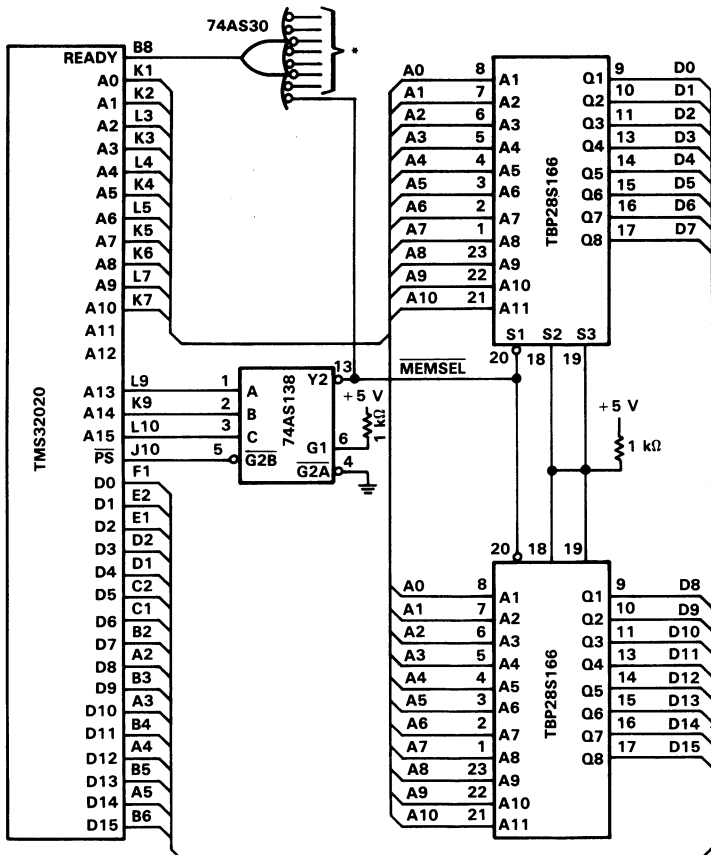 74AS30
*
READY B8
A0 K1
A1 K2
A2 L3
A3 K3
A4 L4
A5 K4
A6 L5
A7 K5
A8 K6
A9 L7
A10 K7
A11
A12
A13 L9
A14 K9
A15 L10
PS J10
D0 F1
D1 E2
D2 E1
D3 D2
D4 D1
D5 C2
D6 C1
D7 B2
D8 A2
D9 B3
D10 A3
D11 B4
D12 A4
D13 B5
D14 A5
D15 B6
TMS32020
1 A
2 B
3 C
5 G2B
74AS138
Y2 13
G1 6
G2A 4
+5 V
1 kΩ
MEMSEL
A0 8 A1
A1 7 A2
A2 6 A3
A3 5 A4
A4 4 A5
A5 3 A6
A6 2 A7
A7 1 A8
A8 23 A9
A9 22 A10
A10 21 A11
TBP28S166
Q1 9 D0
Q2 10 D1
Q3 11 D2
Q4 13 D3
Q5 14 D4
Q6 15 D5
Q7 16 D6
Q8 17 D7
S1 S2 S3
20 18 19
+5 V
1 kΩ
20 18 19
A0 8 A1
A1 7 A2
A2 6 A3
A3 5 A4
A4 4 A5
A5 3 A6
A6 2 A7
A7 1 A8
A8 23 A9
A9 22 A10
A10 21 A11
TBP28S166
Q1 9 D8
Q2 10 D9
Q3 11 D10
Q4 13 D11
Q5 14 D12
Q6 15 D13
Q7 16 D14
Q8 17 D15